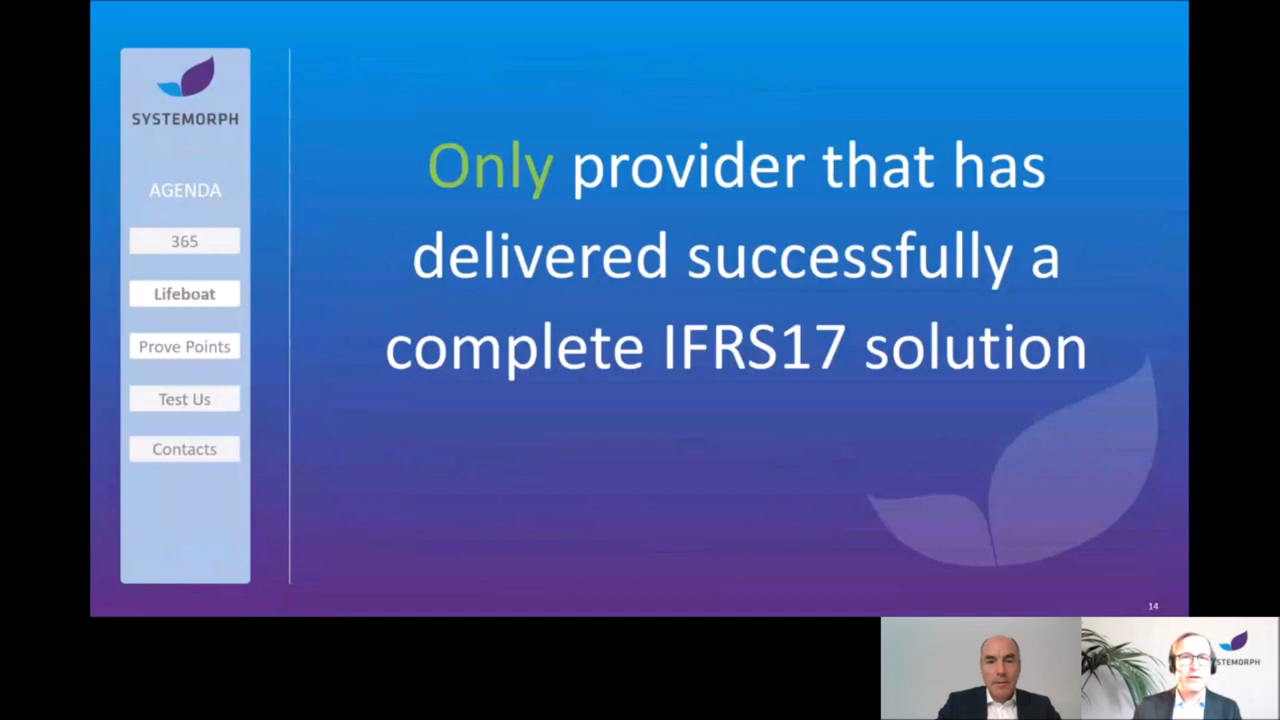 SYSTEMORPH
AGENDA
365
Lifeboat
Prove Points
Test Us
Contacts
Only provider that has
delivered successfully a
complete IFRS17 solution
14
STEMORPH